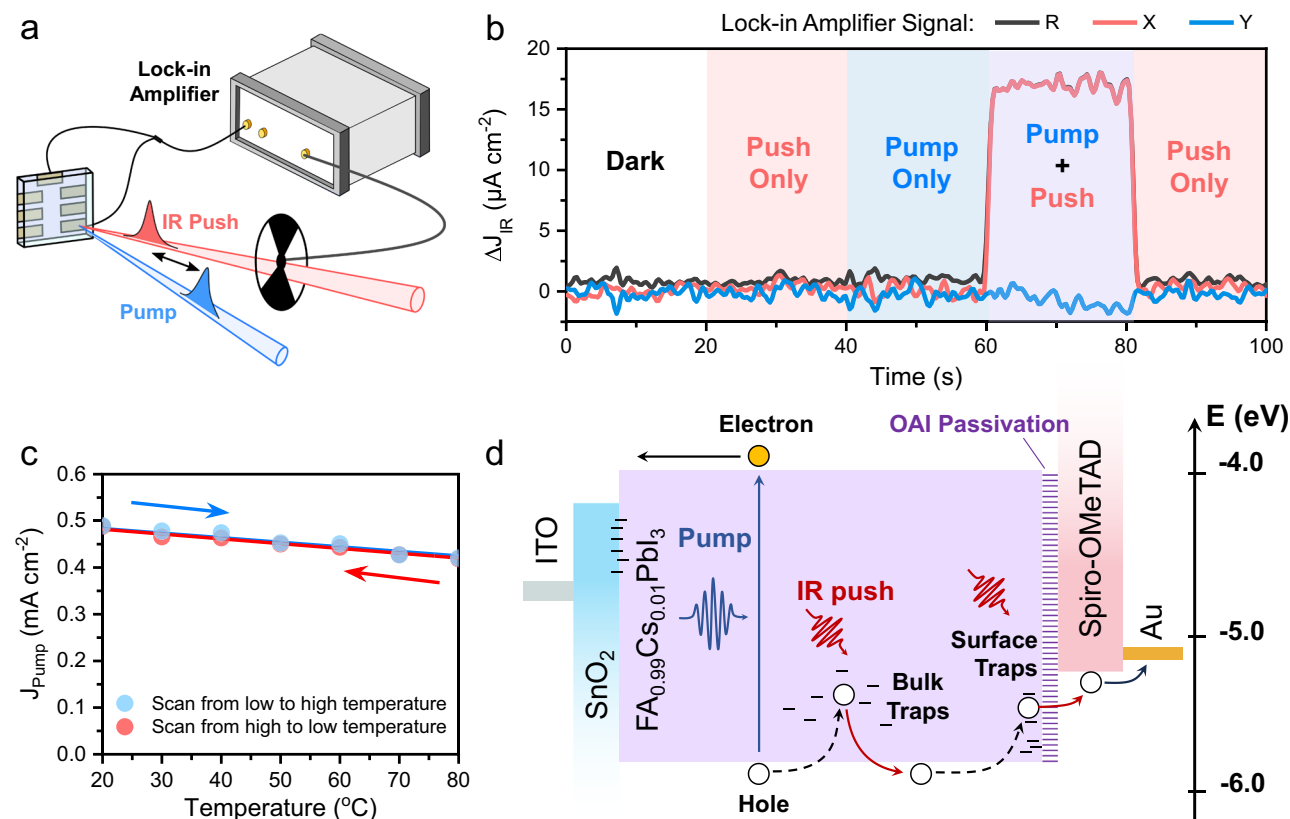 a
Lock-in
Amplifier
IR Push
Pump
b
Lock-in Amplifier Signal: R X Y
ΔJIR (µA cm-2)
20
15
10
5
0
Dark
Push
Only
Pump
Only
Pump
+
Push
Push
Only
0 20 40 60 80 100
Time (s)
c
JPump (mA cm-2)
0.6
0.5
0.4
0.3
0.2
0.1
0.0
Scan from low to high temperature
Scan from high to low temperature
20 30 40 50 60 70 80
Temperature (oC)
d
Electron
OAI Passivation
E (eV)
-4.0
-5.0
-6.0
ITO
SnO2
FA0.99Cs0.01PbI3
Pump
IR push
Bulk
Traps
Surface
Traps
Spiro-OMeTAD
Au
Hole